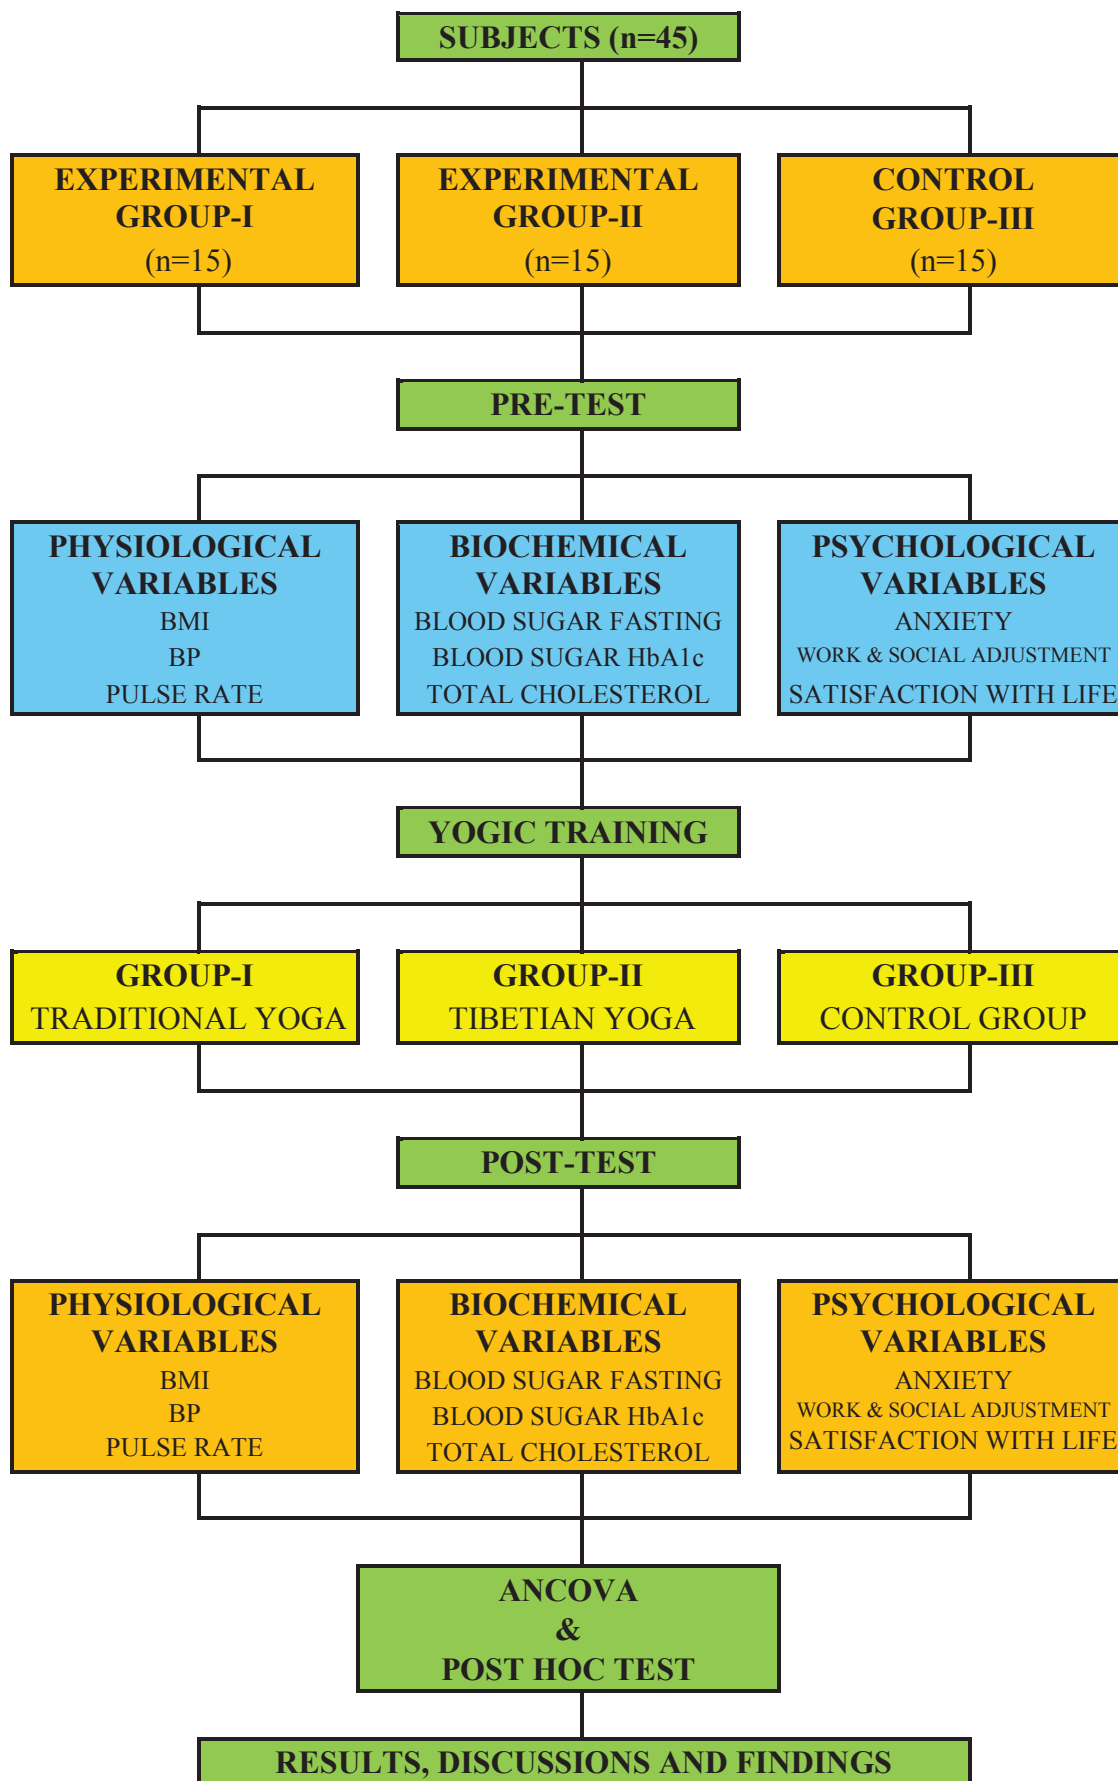 SUBJECTS (n=45)
EXPERIMENTAL
GROUP-I
(n=15)
EXPERIMENTAL
GROUP-II
(n=15)
CONTROL
GROUP-III
(n=15)
PRE-TEST
PHYSIOLOGICAL
VARIABLES
BMI
BP
PULSE RATE
BIOCHEMICAL
VARIABLES
BLOOD SUGAR FASTING
BLOOD SUGAR HbA1c
TOTAL CHOLESTEROL
PSYCHOLOGICAL
VARIABLES
ANXIETY
WORK & SOCIAL ADJUSTMENT
SATISFACTION WITH LIFE
YOGIC TRAINING
GROUP-I
TRADITIONAL YOGA
GROUP-II
TIBETIAN YOGA
GROUP-III
CONTROL GROUP
POST-TEST
PHYSIOLOGICAL
VARIABLES
BMI
BP
PULSE RATE
BIOCHEMICAL
VARIABLES
BLOOD SUGAR FASTING
BLOOD SUGAR HbA1c
TOTAL CHOLESTEROL
PSYCHOLOGICAL
VARIABLES
ANXIETY
WORK & SOCIAL ADJUSTMENT
SATISFACTION WITH LIFE
ANCOVA
&
POST HOC TEST
RESULTS, DISCUSSIONS AND FINDINGS